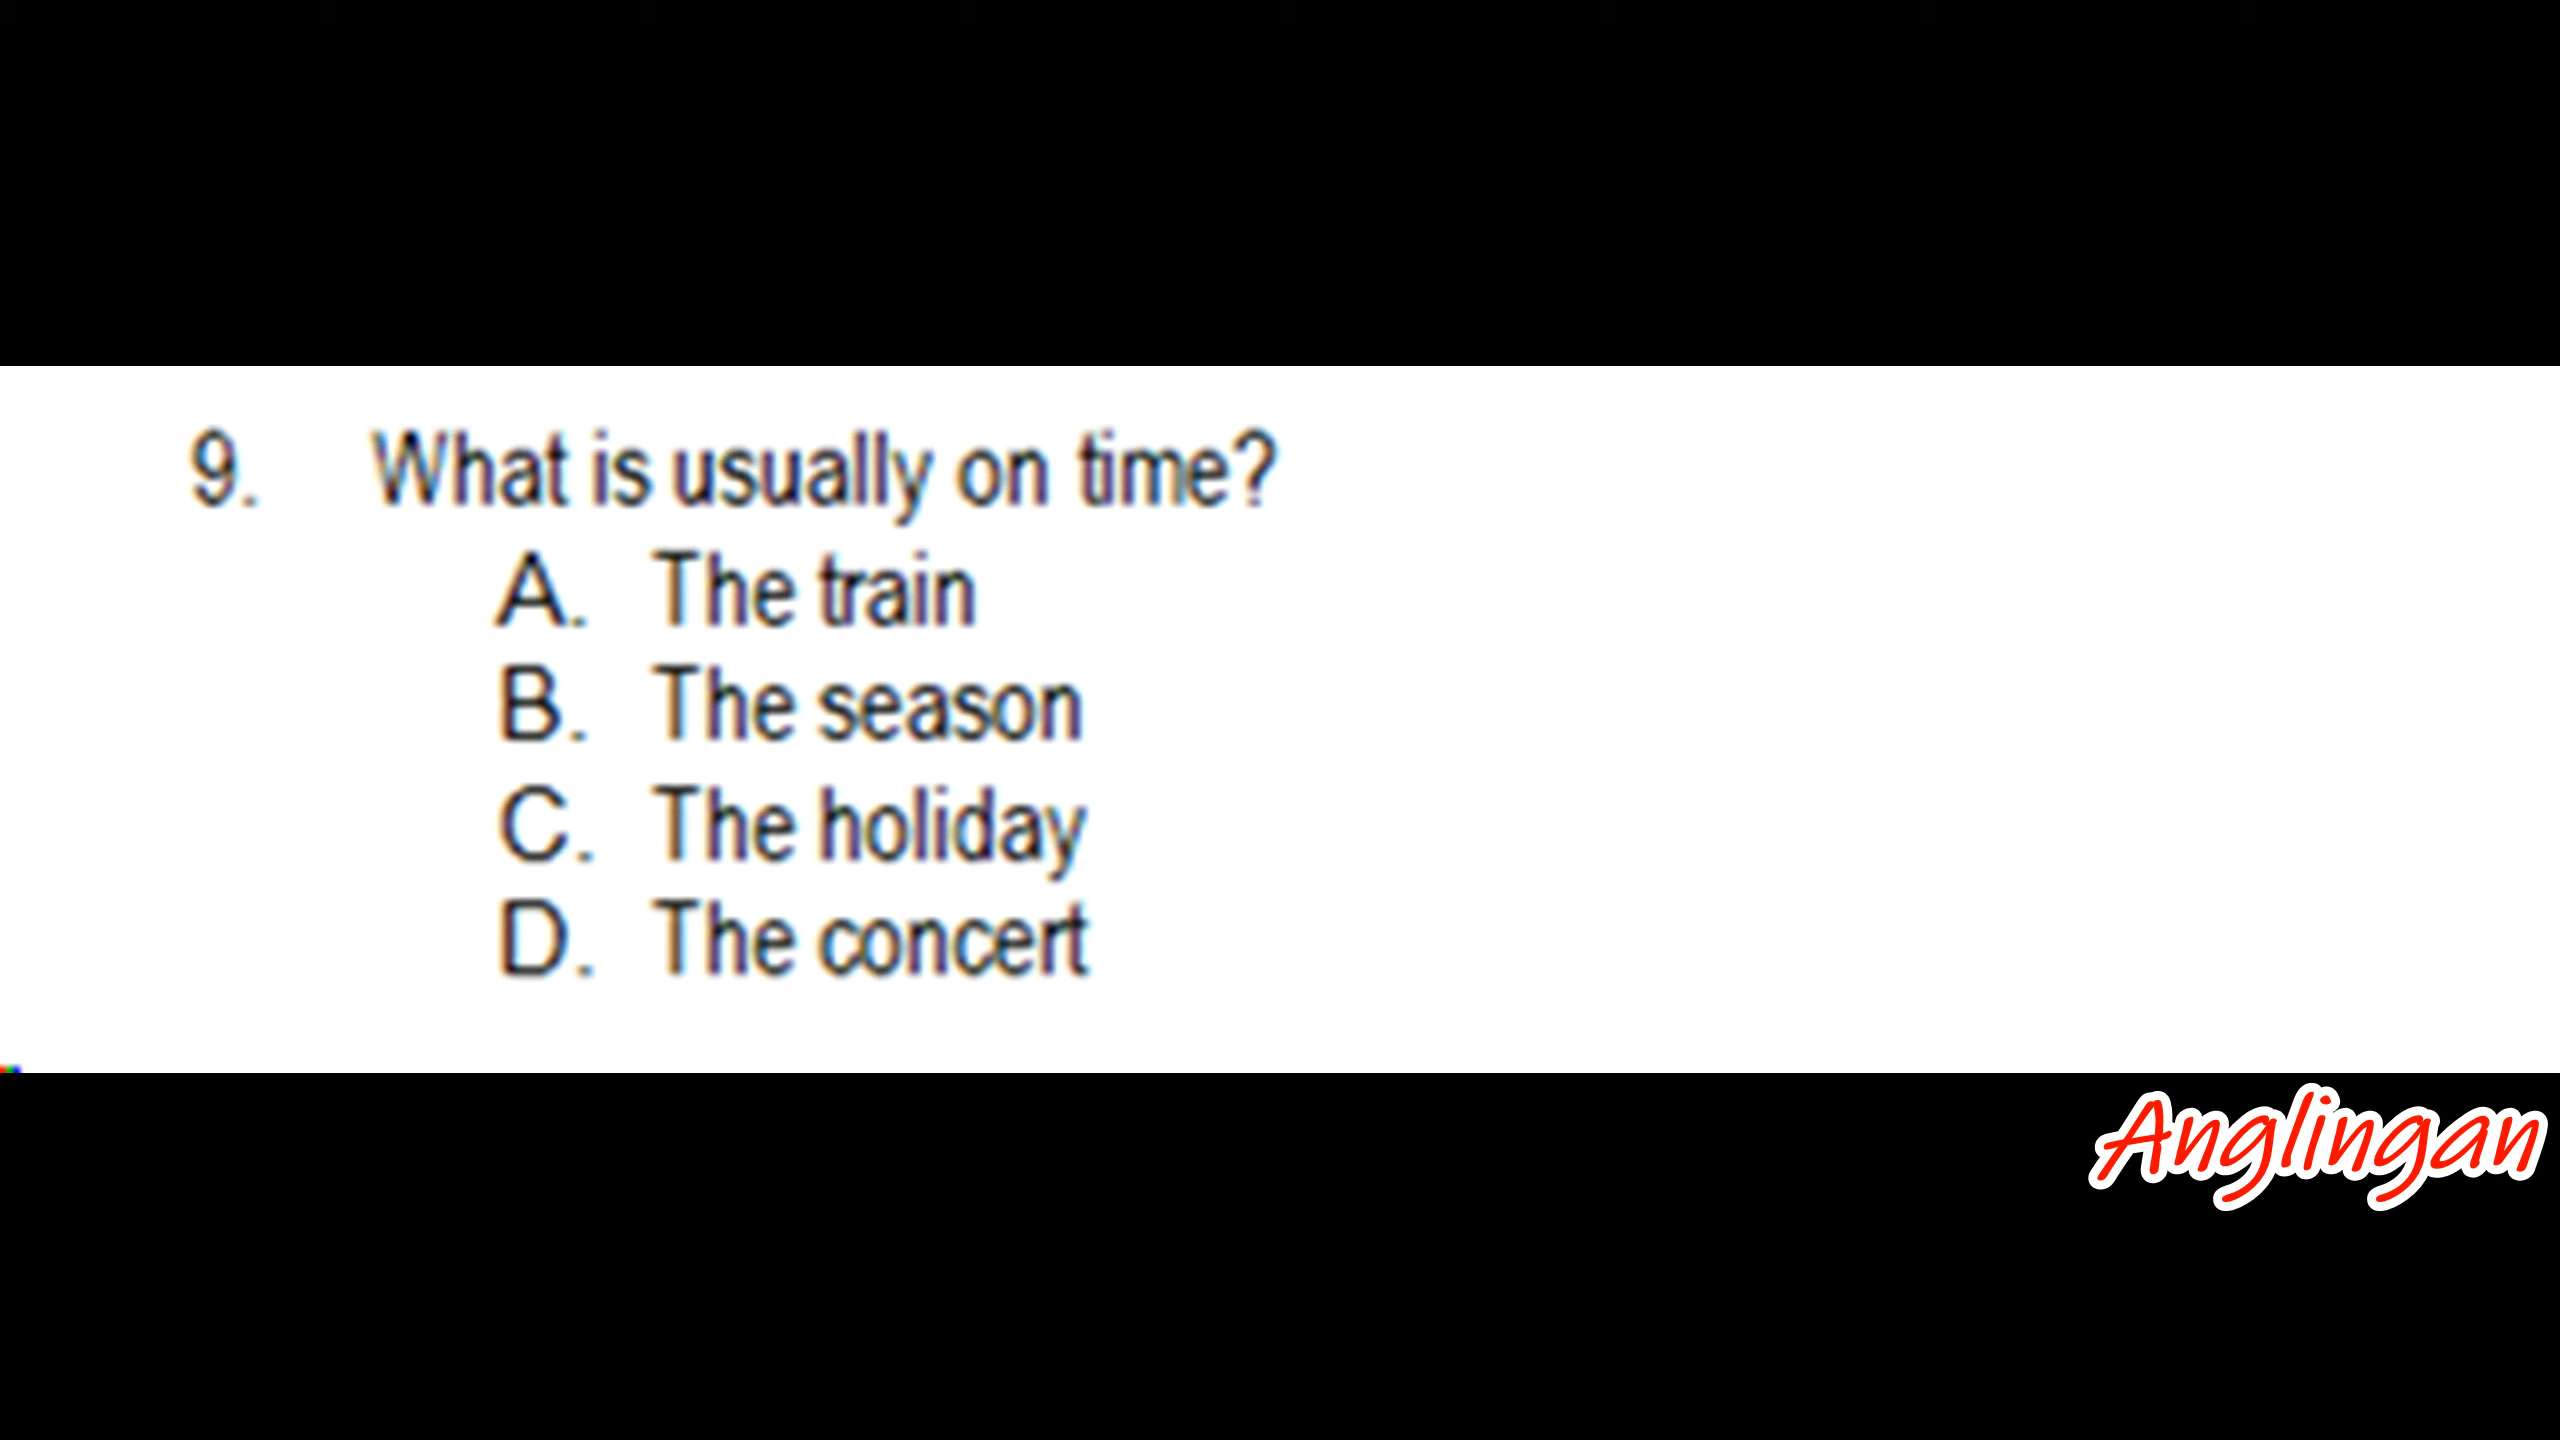 9. What is usually on time?
A. The train
B. The season
C. The holiday
D. The concert
Anglingan